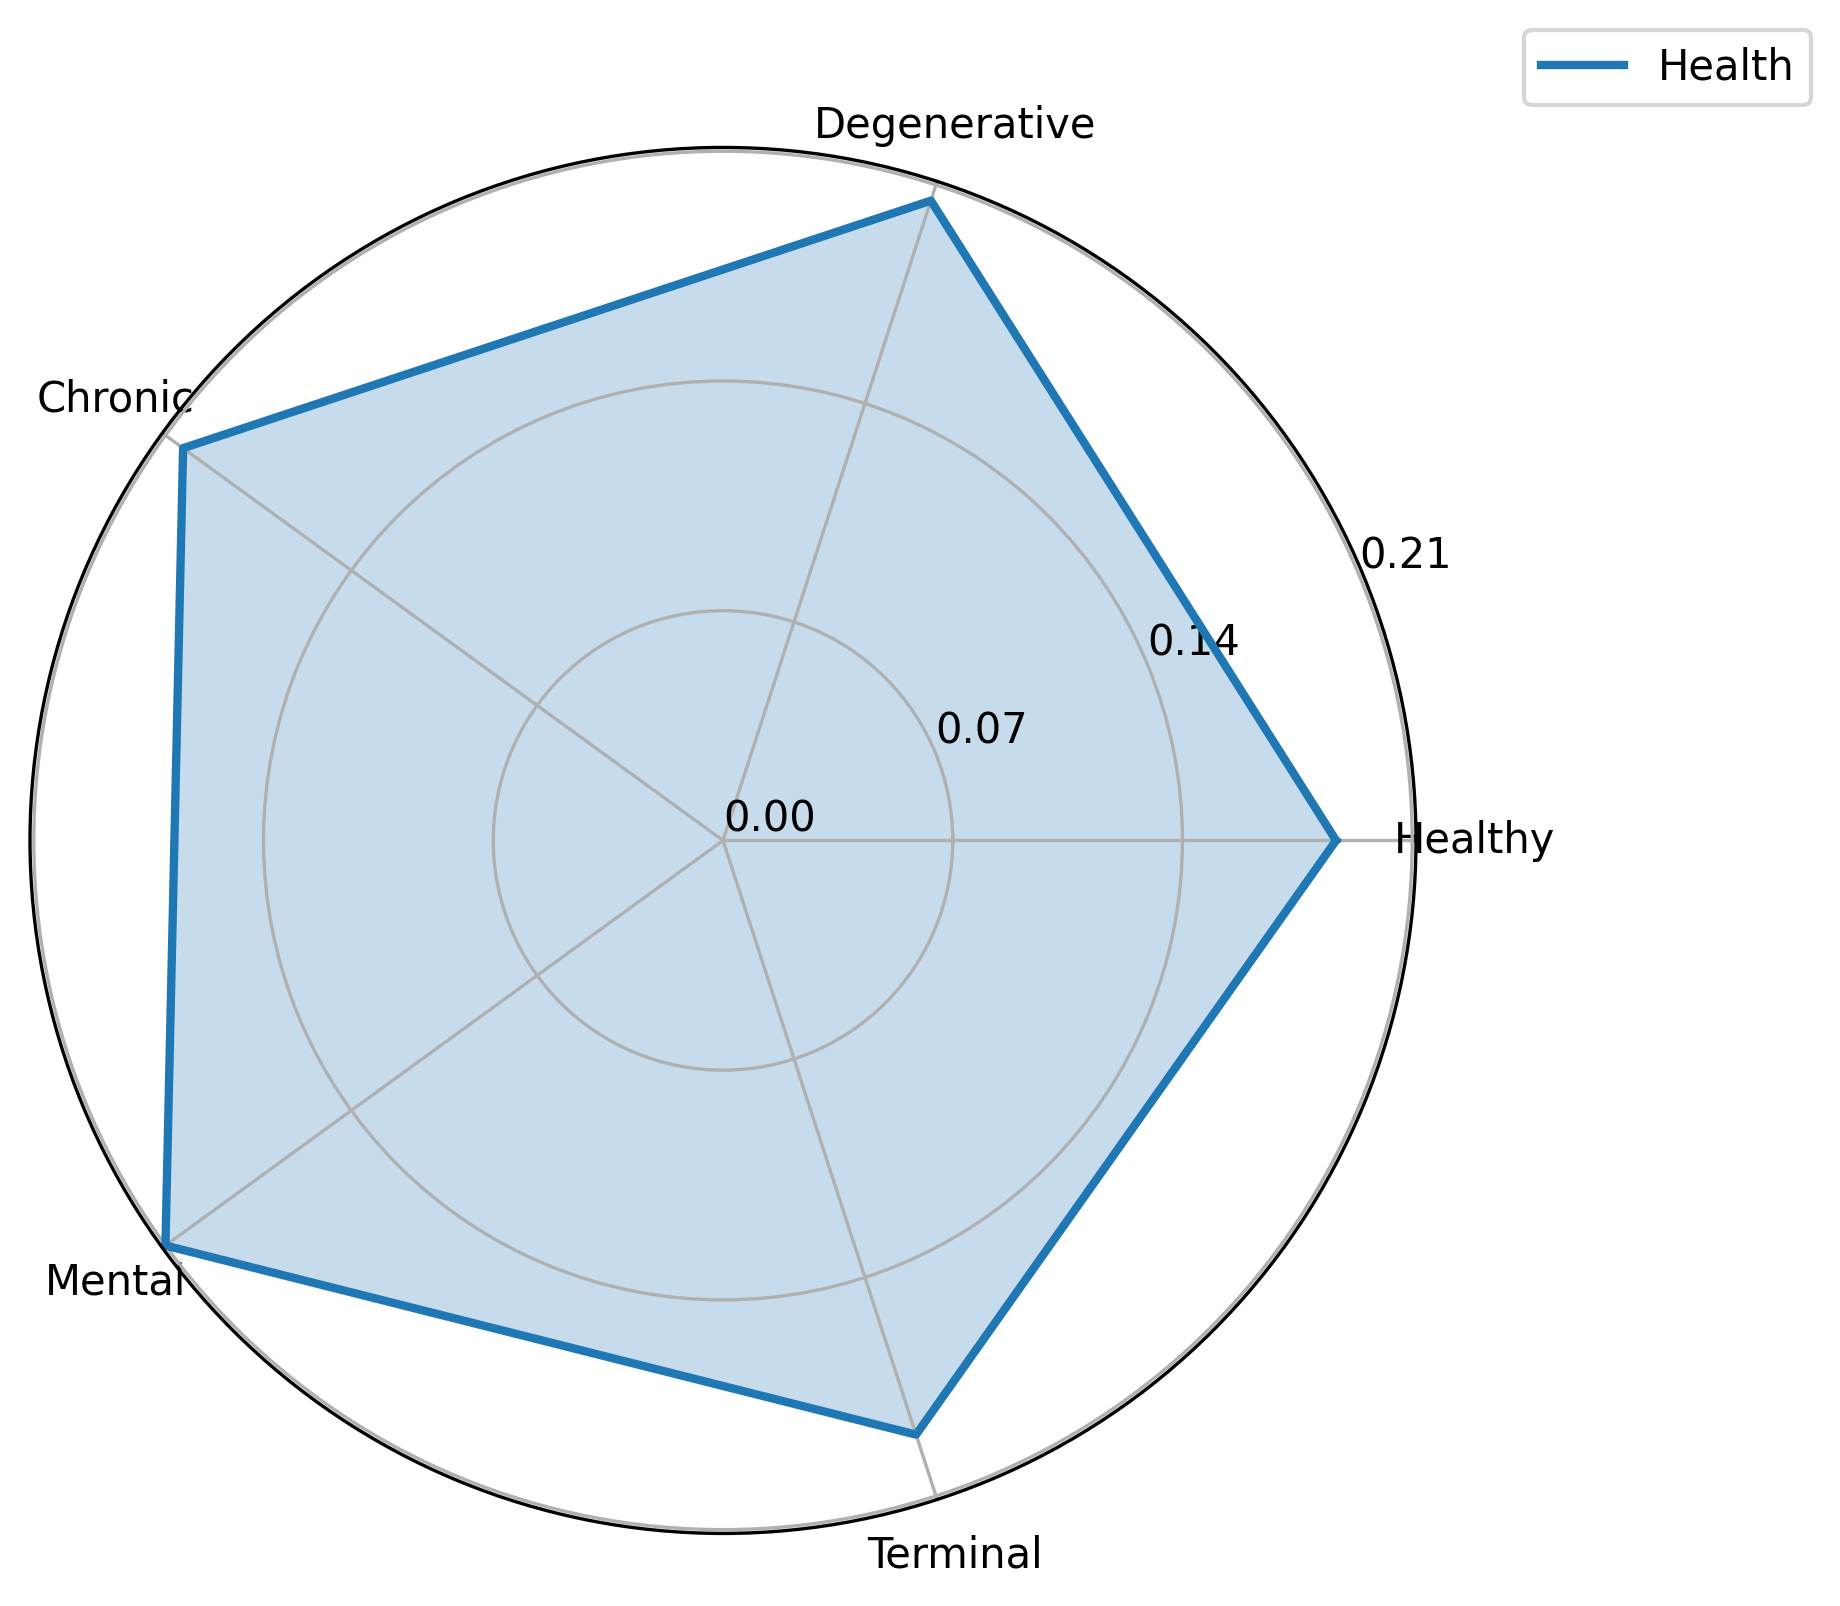 Health
Degenerative
Chronic
0.21
0.14
0.07
0.00
Healthy
Mental
Terminal